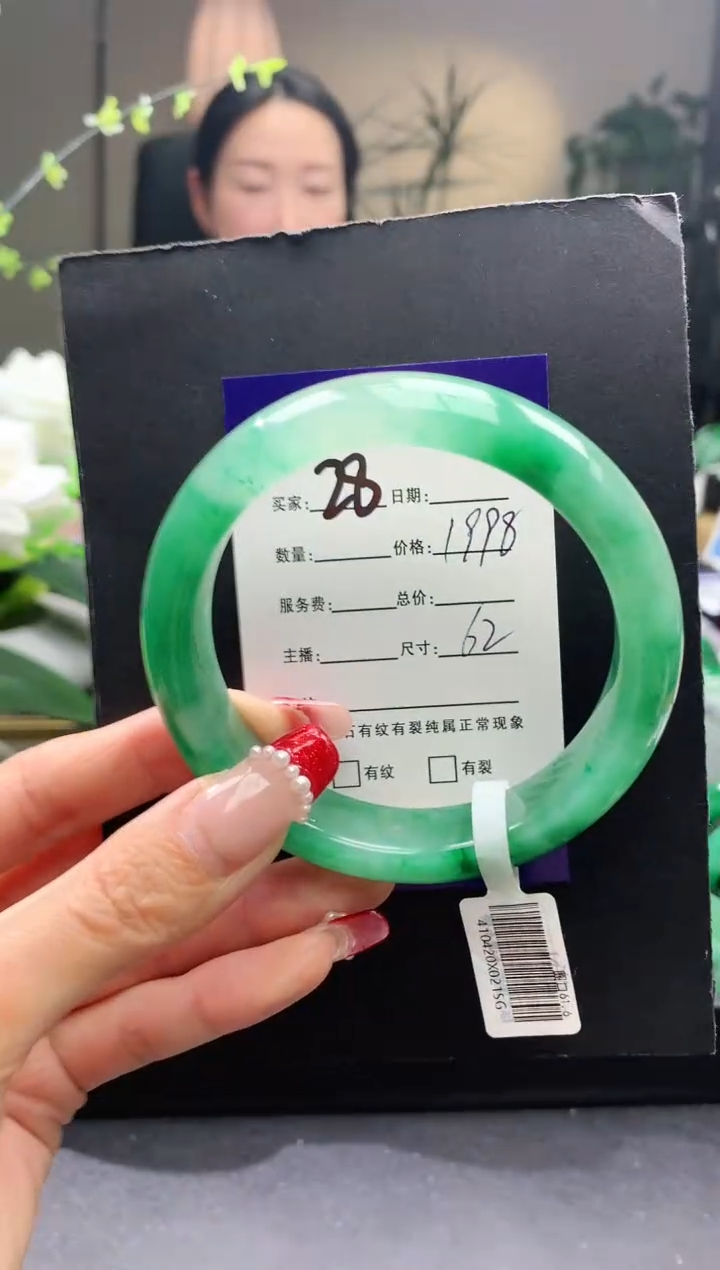 买家: 28 日期:
数量: 价格: 1998
服务费: 总价:
主播: 尺寸: 62
石有纹有裂纯属正常现象
□有纹 □有裂
410420X0215G
圈口61.6